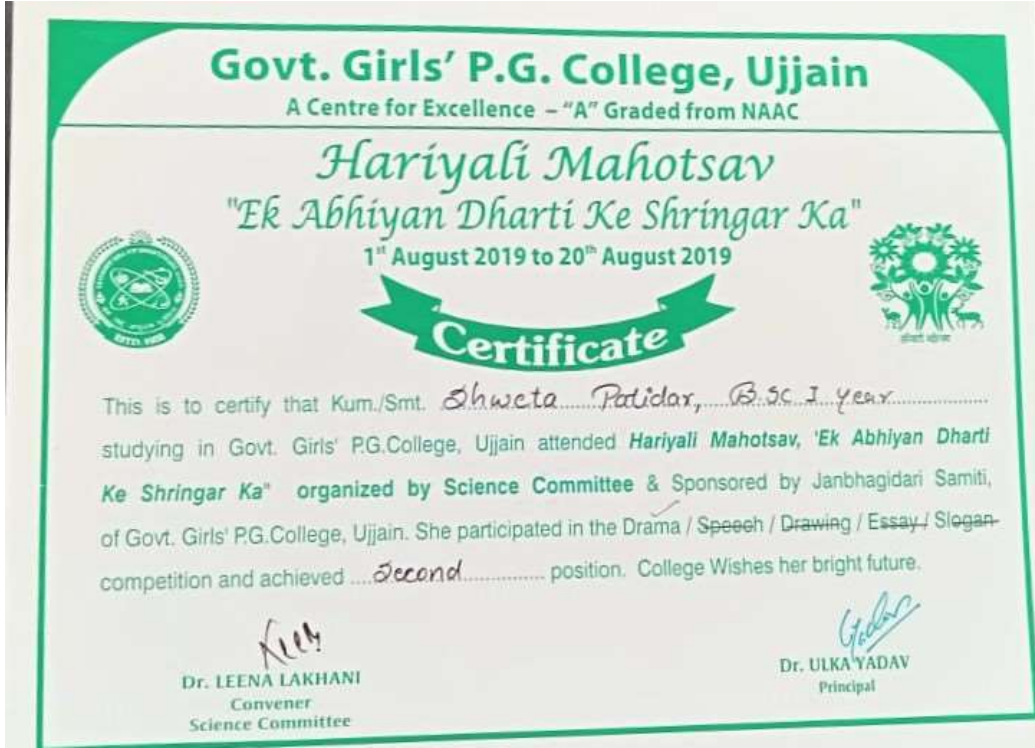 Govt. Girls' P.G. College, Ujjain
A Centre for Excellence – "A" Graded from NAAC
Hariyali Mahotsav
"Ek Abhiyan Dharti Ke Shringar Ka"
1st August 2019 to 20th August 2019
Certificate
This is to certify that Kum./Smt. Shweta Patidar, B.SC I year
studying in Govt. Girls' P.G.College, Ujjain attended Hariyali Mahotsav, 'Ek Abhiyan Dharti
Ke Shringar Ka" organized by Science Committee & Sponsored by Janbhagidari Samiti,
of Govt. Girls' P.G.College, Ujjain. She participated in the Drama / Speech / Drawing / Essay / Slogan
competition and achieved ....Second.............. position. College Wishes her bright future.
Dr. LEENA LAKHANI
Convener
Science Committee
Dr. ULKA YADAV
Principal